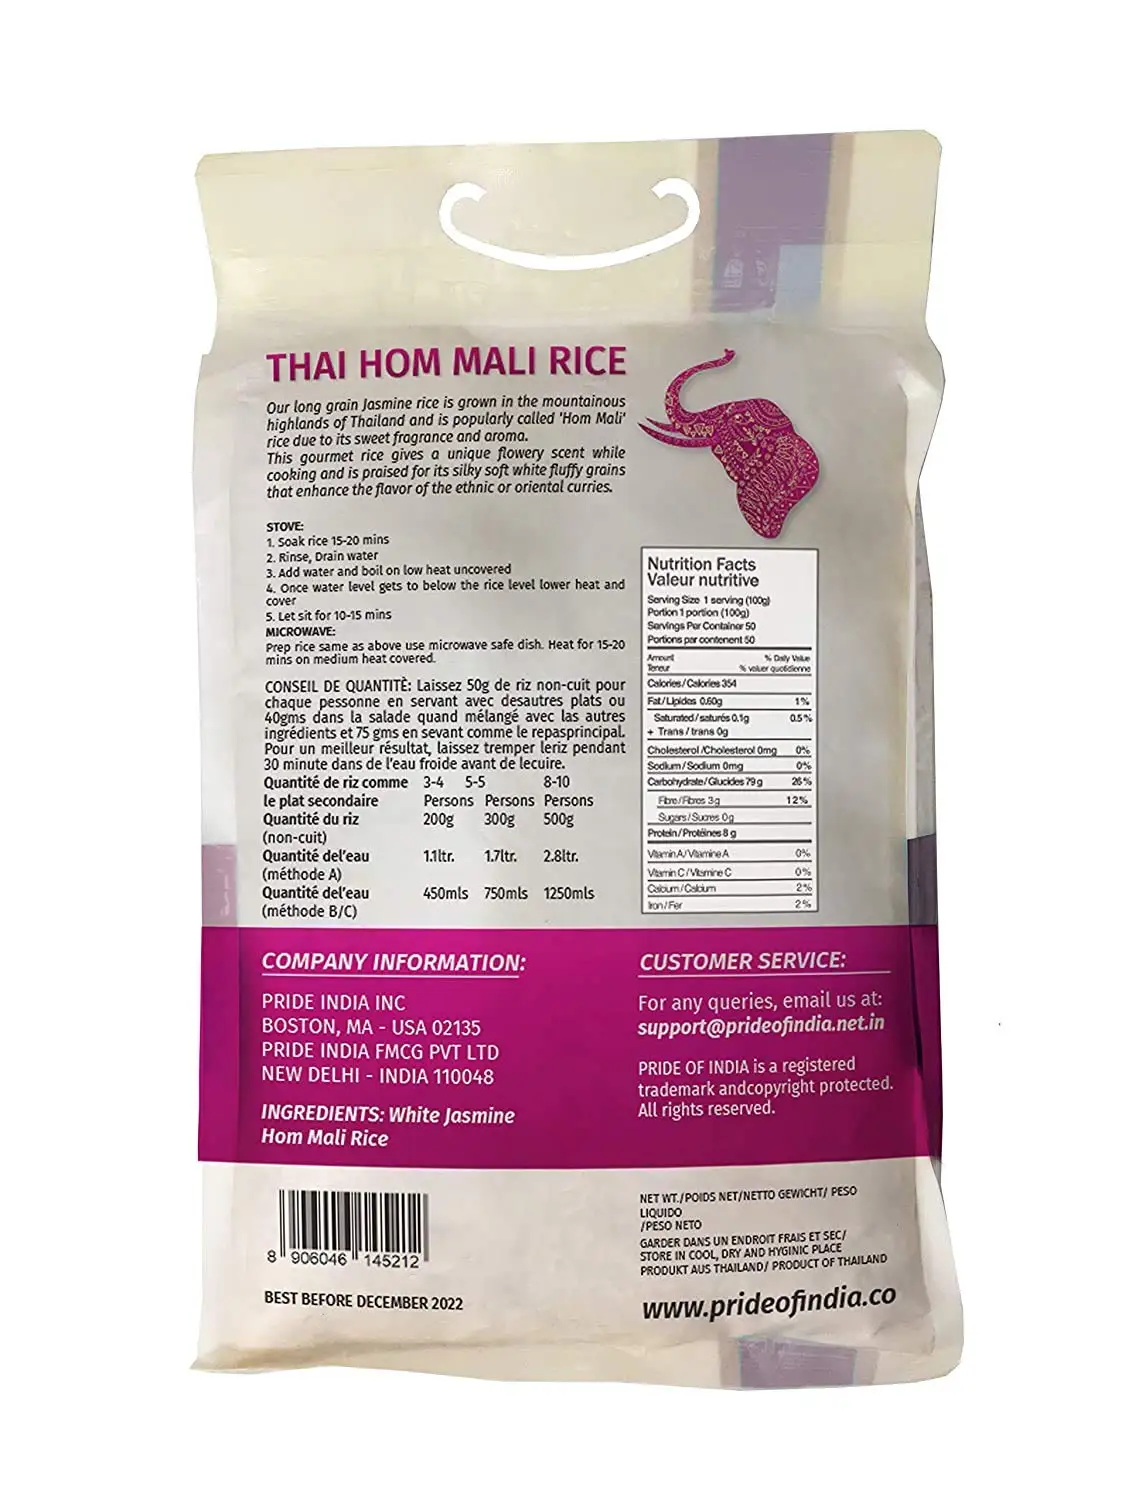 THAI HOM MALI RICE
Our long grain Jasmine rice is grown in the mountainous
highlands of Thailand and is popularly called 'Hom Mali'
rice due to its sweet fragrance and aroma.
This gourmet rice gives a unique flowery scent while
cooking and is praised for its silky soft white fluffy grains
that enhance the flavor of the ethnic or oriental curries.
STOVE:
1. Soak rice 15-20 mins
2. Rinse, Drain water
3. Add water and boil on low heat uncovered
4. Once water level gets to below the rice level lower heat and
cover
5. Let sit for 10-15 mins
MICROWAVE:
Prep rice same as above use microwave safe dish. Heat for 15-20
mins on medium heat covered.
CONSEIL DE QUANTITÈ: Laissez 50g de riz non-cuit pour
chaque pessonne en servant avec desautres plats ou
40gms dans la salade quand mélangé avec las autres
ingrédients et 75 gms en sevant comme le repasprincipal.
Pour un meilleur résultat, laissez tremper leriz pendant
30 minute dans de l'eau froide avant de lecuire.
Quantité de riz comme 3-4 5-5 8-10
le plat secondaire Persons Persons Persons
Quantité du riz 200g 300g 500g
(non-cuit)
Quantité del'eau 1.1ltr. 1.7ltr. 2.8ltr.
(méthode A)
Quantité del'eau 450mls 750mls 1250mls
(méthode B/C)
Nutrition Facts
Valeur nutritive
Serving Size 1 serving (100g)
Portion 1 portion (100g)
Servings Per Container 50
Portions par contenent 50
Amount % Daily Value
Teneur % valuer quotidienne
Calories / Calories 354
Fat / Lipides 0.60g 1%
Saturated / saturés 0.1g 0.5%
+ Trans / trans 0g
Cholesterol /Cholesterol 0mg 0%
Sodium / Sodium 0mg 0%
Carbohydrate / Glucides 79 g 26%
Fibre / Fibres 3g 12%
Sugars / Sucres 0g
Protein / Protéines 8 g
Vitamin A / Vitamine A 0%
Vitamin C / Vitamine C 0%
Calcium / Calcium 2%
Iron / Fer 2%
COMPANY INFORMATION:
PRIDE INDIA INC
BOSTON, MA - USA 02135
PRIDE INDIA FMCG PVT LTD
NEW DELHI - INDIA 110048
INGREDIENTS: White Jasmine
Hom Mali Rice
CUSTOMER SERVICE:
For any queries, email us at:
support@prideofindia.net.in
PRIDE OF INDIA is a registered
trademark andcopyright protected.
All rights reserved.
8 906046 145212
BEST BEFORE DECEMBER 2022
NET WT./POIDS NET/NETTO GEWICHT/ PESO
LIQUIDO
/PESO NETO
GARDER DANS UN ENDROIT FRAIS ET SEC/
STORE IN COOL, DRY AND HYGINIC PLACE
PRODUKT AUS THAILAND/ PRODUCT OF THAILAND
www.prideofindia.co